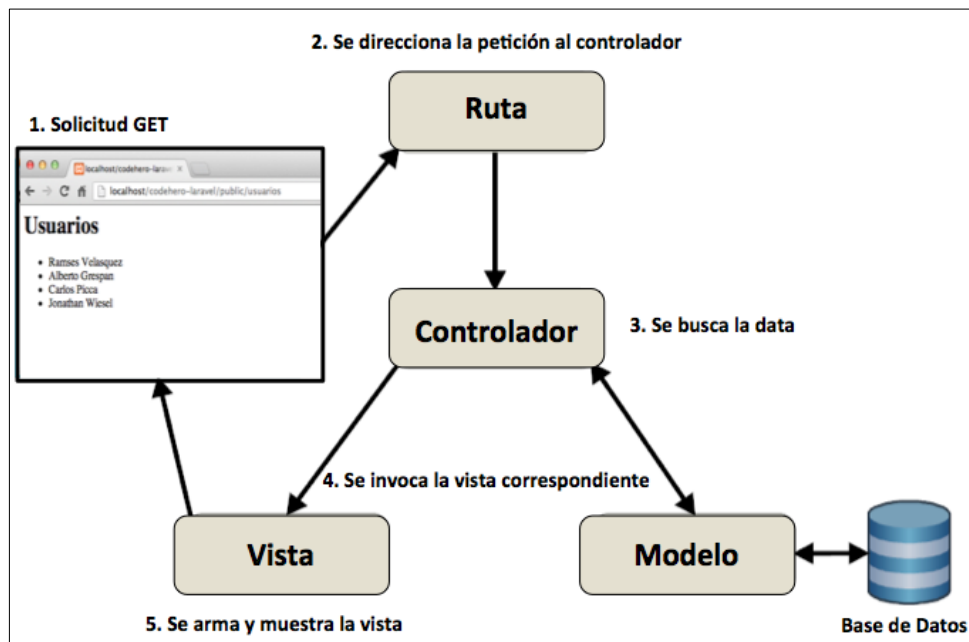 2. Se direcciona la petición al controlador
Ruta
1. Solicitud GET
localhost/codehero-larav
localhost/codehero-laravel/public/usuarios
Usuarios
Ramses Velasquez
Alberto Grespan
Carlos Picca
Jonathan Wiesel
Controlador
3. Se busca la data
4. Se invoca la vista correspondiente
Vista
Modelo
5. Se arma y muestra la vista
Base de Datos